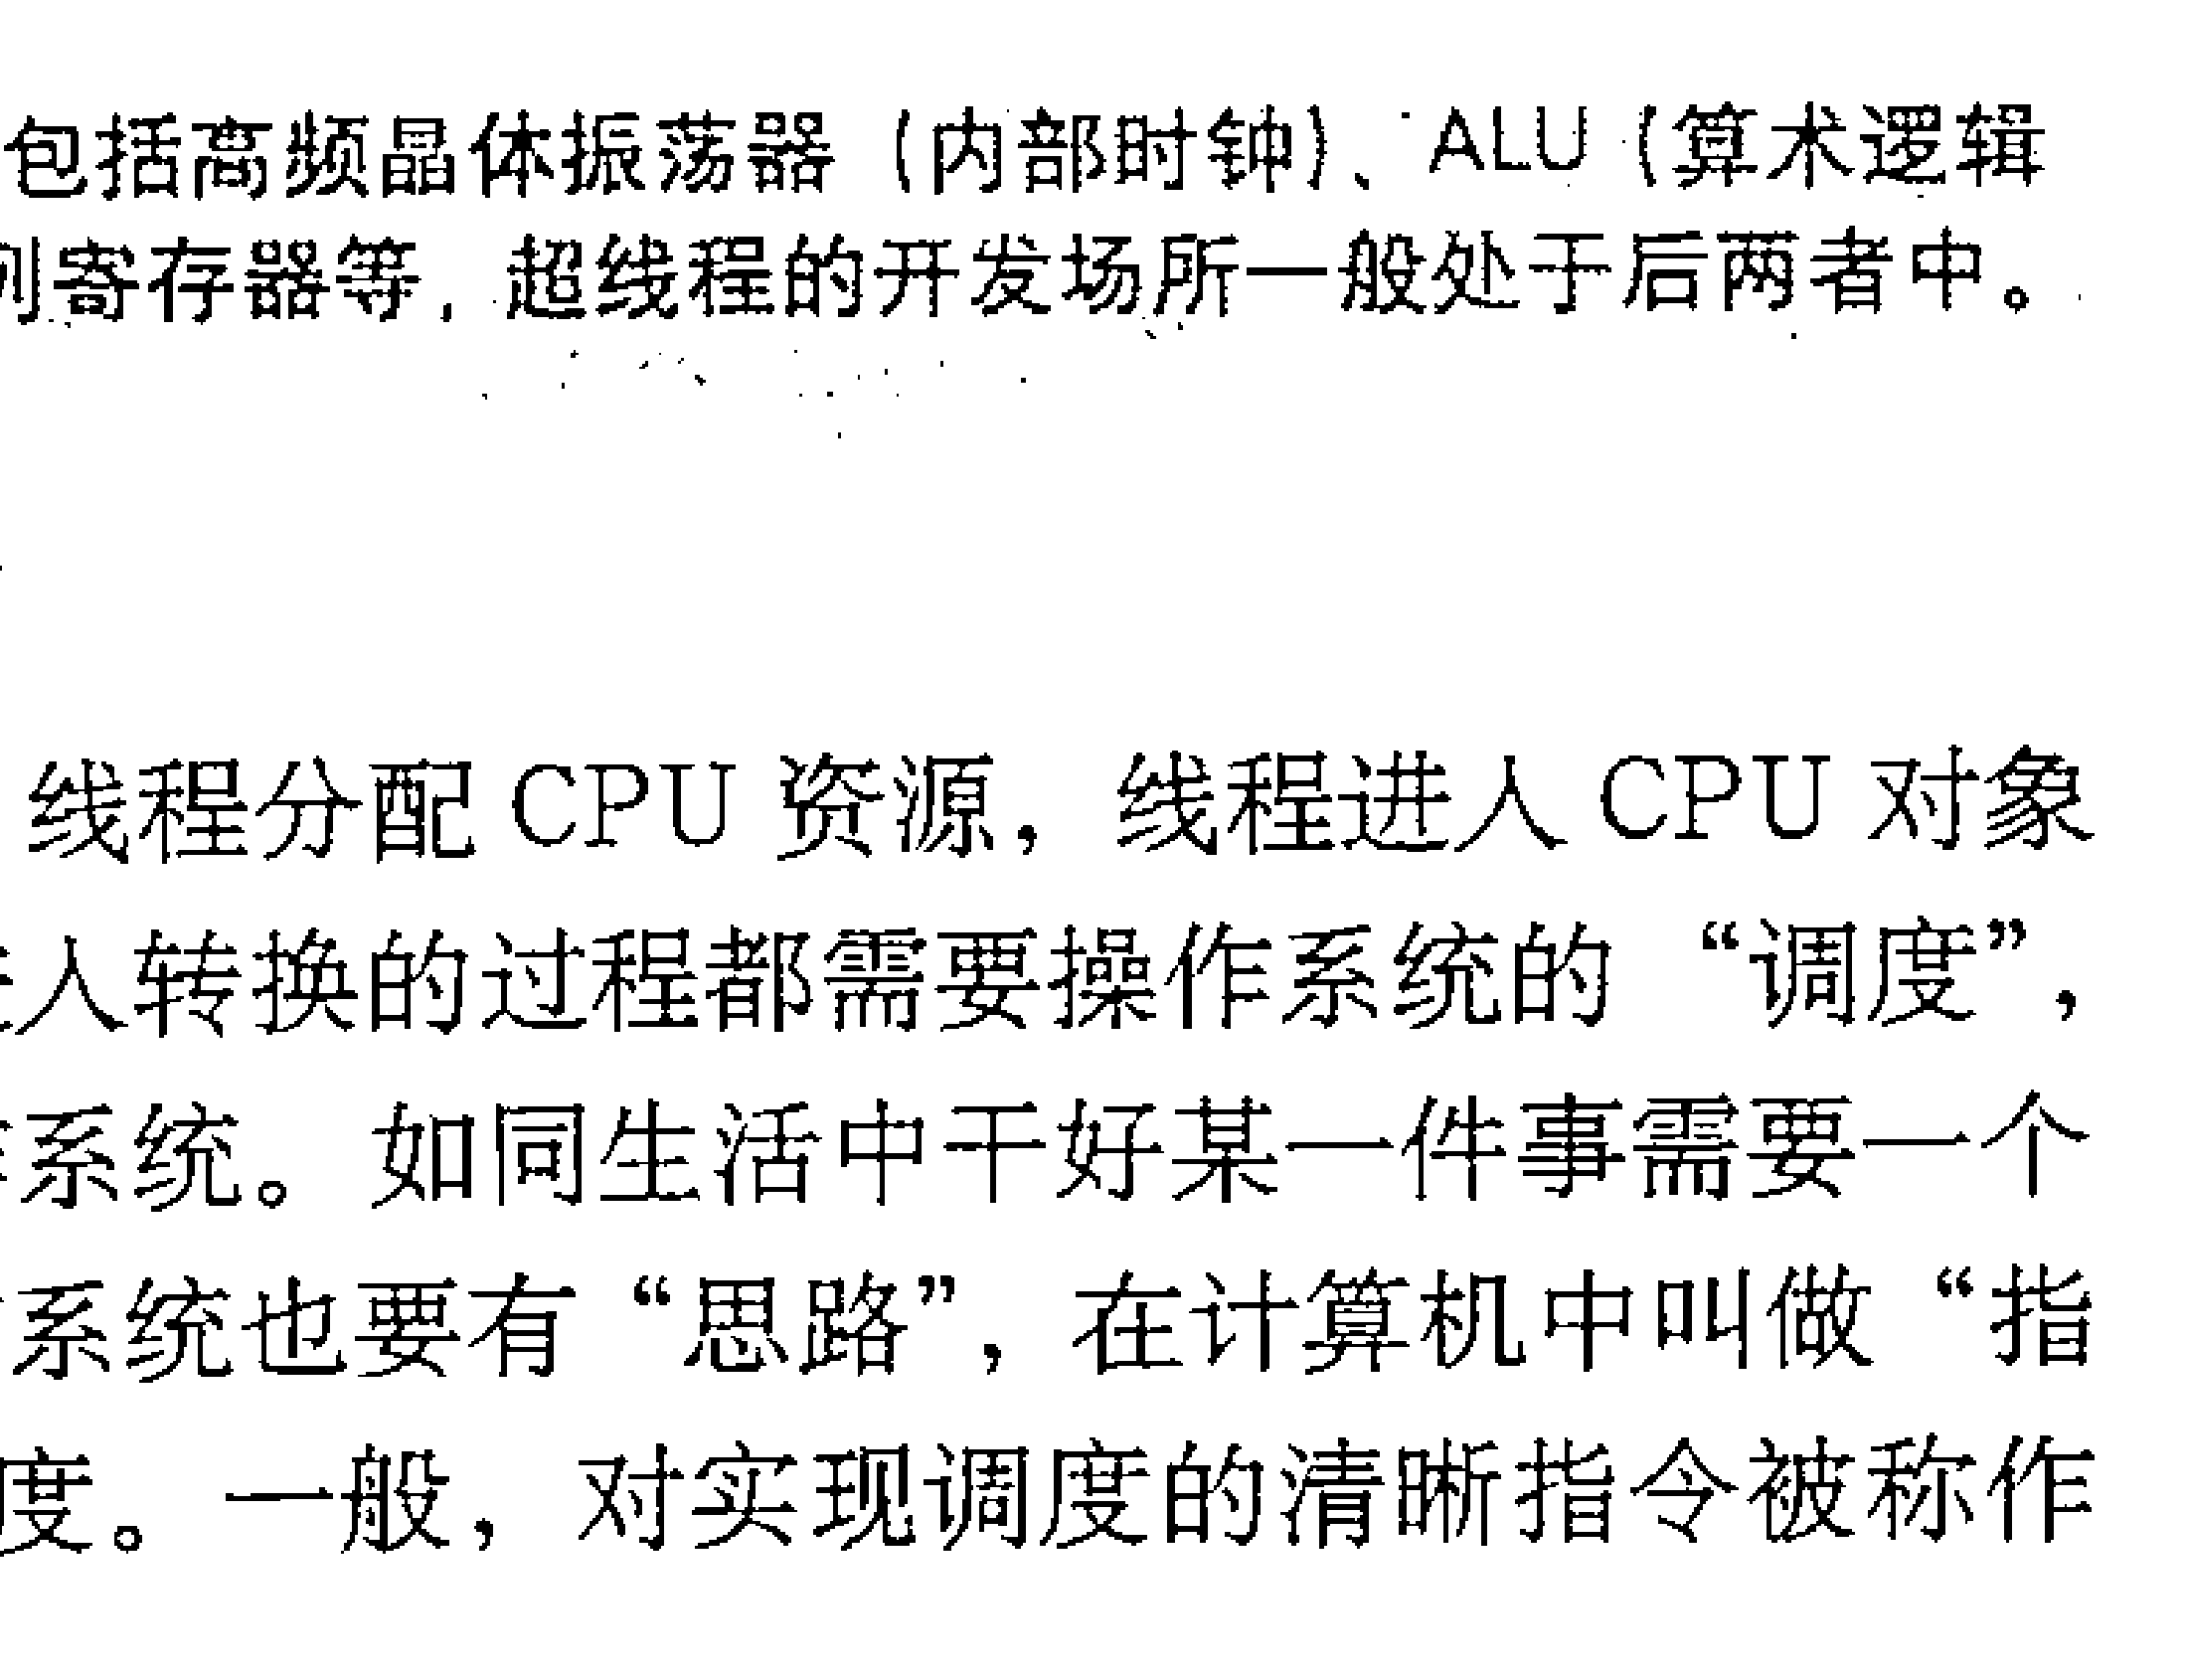 包括高频晶体振荡器（内部时钟）、ALU（算术逻辑
列寄存器等，超线程的开发场所一般处于后两者中。
线程分配 CPU 资源，线程进人 CPU 对象
人转换的过程都需要操作系统的“调度”，
系统。如同生活中干好某一件事需要一个
系统也要有“思路”，在计算机中叫做“指
度。一般，对实现调度的清晰指令被称作